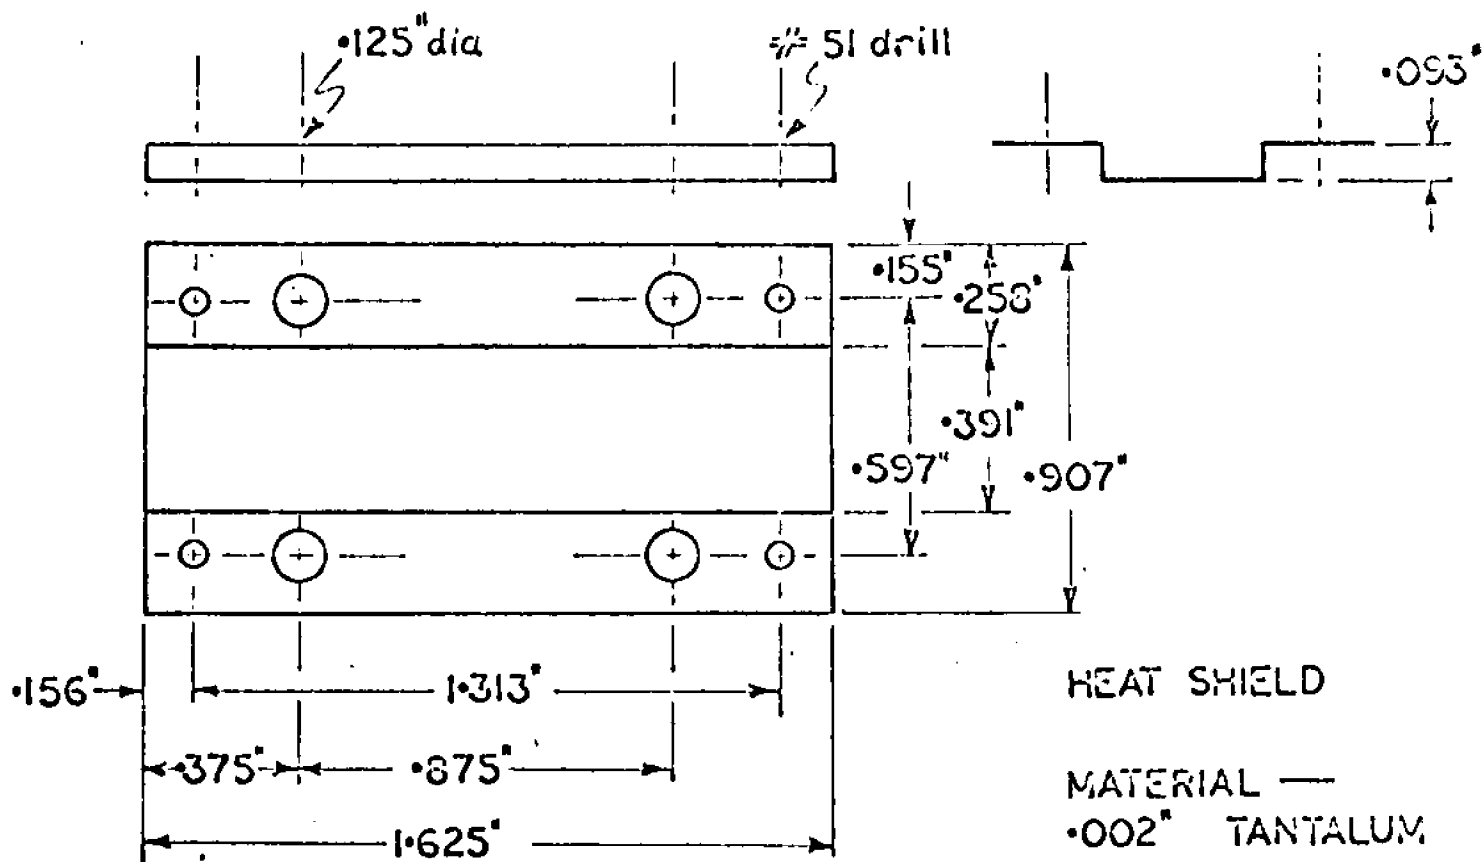 ·125" dia
# 51 drill
·093"
·155"
·258"
·391"
·597"
·907"
·156"
1·313"
·375"
·875"
1·625"
HEAT SHIELD
MATERIAL —
·002" TANTALUM